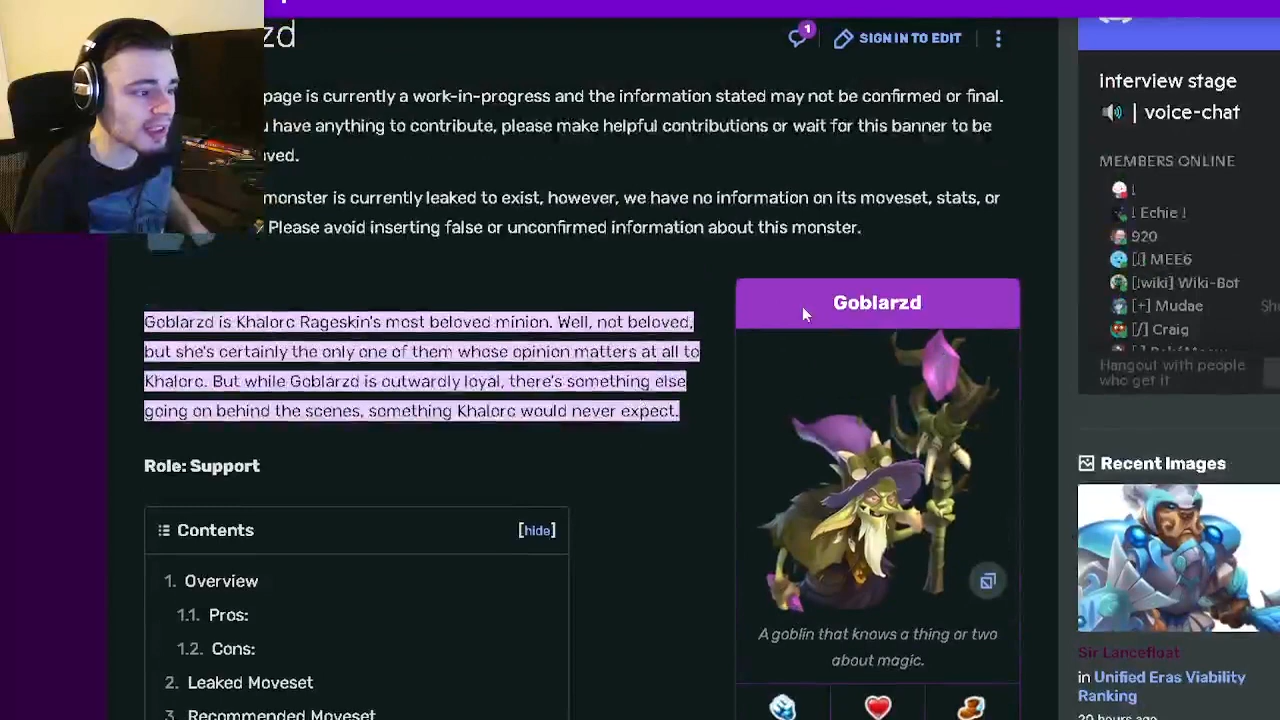 zd
1
SIGN IN TO EDIT
page is currently a work-in-progress and the information stated may not be confirmed or final.
have anything to contribute, please make helpful contributions or wait for this banner to be
ved.
monster is currently leaked to exist, however, we have no information on its moveset, stats, or
Please avoid inserting false or unconfirmed information about this monster.
Goblarzd is Khalorc Rageskin's most beloved minion. Well, not beloved,
but she's certainly the only one of them whose opinion matters at all to
Khalorc. But while Goblarzd is outwardly loyal, there's something else
going on behind the scenes, something Khalorc would never expect.
Role: Support
Contents [hide]
1. Overview
1.1. Pros:
1.2. Cons:
2. Leaked Moveset
3. Recommended Moveset
Goblarzd
A goblin that knows a thing or two
about magic.
interview stage
| voice-chat
MEMBERS ONLINE
!
! Echie !
920
[!] MEE6
[!wiki] Wiki-Bot
[+] Mudae
Sh
[/] Craig
Hangout with people
who get it
Recent Images
Sir Lancefloat
in Unified Eras Viability
Ranking
20 hours ago